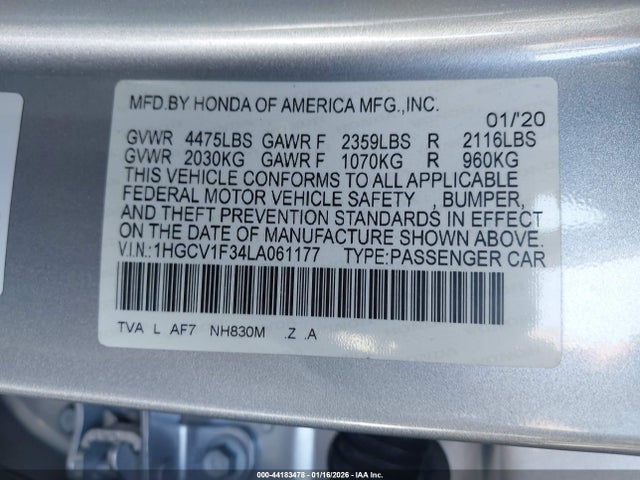 MFD.BY HONDA OF AMERICA MFG.,INC.
01/'20
GVWR 4475LBS GAWR F 2359LBS R 2116LBS
GVWR 2030KG GAWR F 1070KG R 960KG
THIS VEHICLE CONFORMS TO ALL APPLICABLE
FEDERAL MOTOR VEHICLE SAFETY , BUMPER,
AND THEFT PREVENTION STANDARDS IN EFFECT
ON THE DATE OF MANUFACTURE SHOWN ABOVE.
V.I.N.:1HGCV1F34LA061177 TYPE:PASSENGER CAR
TVA L AF7 NH830M .Z .A
000-44183478 - 01/16/2026 - IAA Inc.